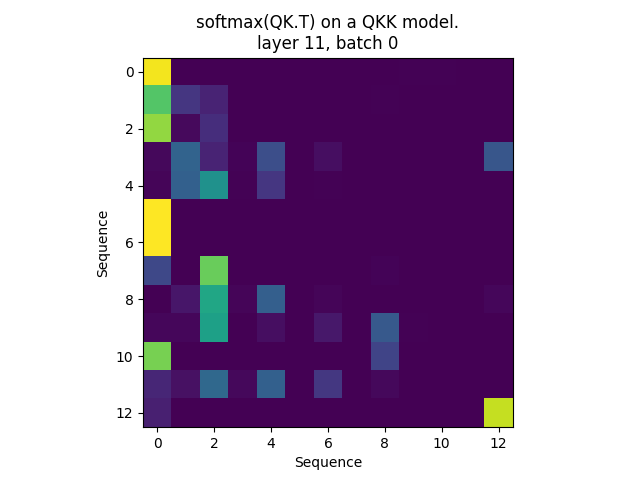 softmax(QK.T) on a QKK model.
layer 11, batch 0
0
2
4
6
8
10
12
Sequence
0 2 4 6 8 10 12
Sequence